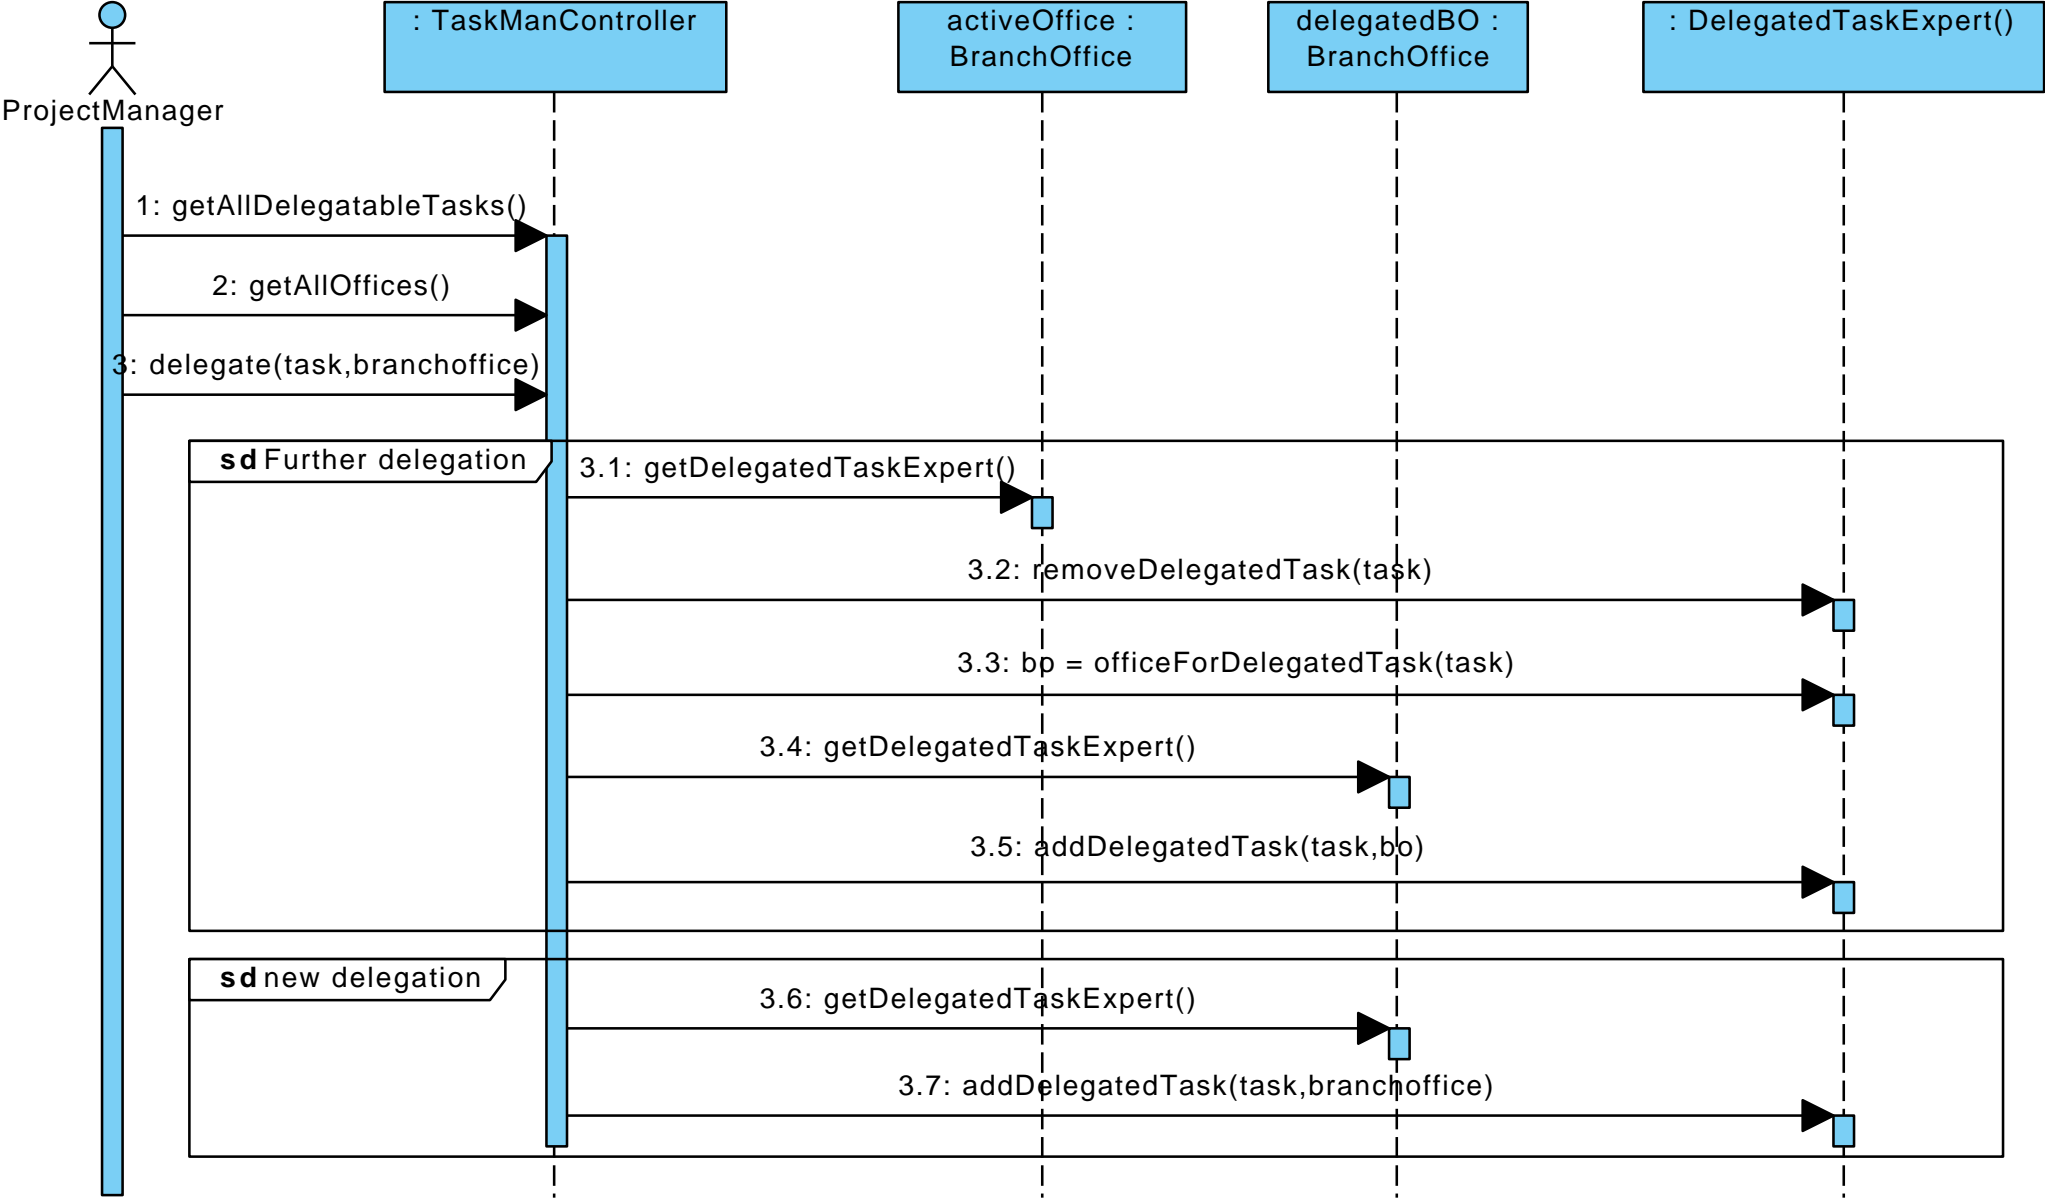 : TaskManController
activeOffice :
BranchOffice
delegatedBO :
BranchOffice
: DelegatedTaskExpert()
ProjectManager
1: getAllDelegatableTasks()
2: getAllOffices()
3: delegate(task,branchoffice)
sd Further delegation
3.1: getDelegatedTaskExpert()
3.2: removeDelegatedTask(task)
3.3: bo = officeForDelegatedTask(task)
3.4: getDelegatedTaskExpert()
3.5: addDelegatedTask(task,bo)
sd new delegation
3.6: getDelegatedTaskExpert()
3.7: addDelegatedTask(task,branchoffice)